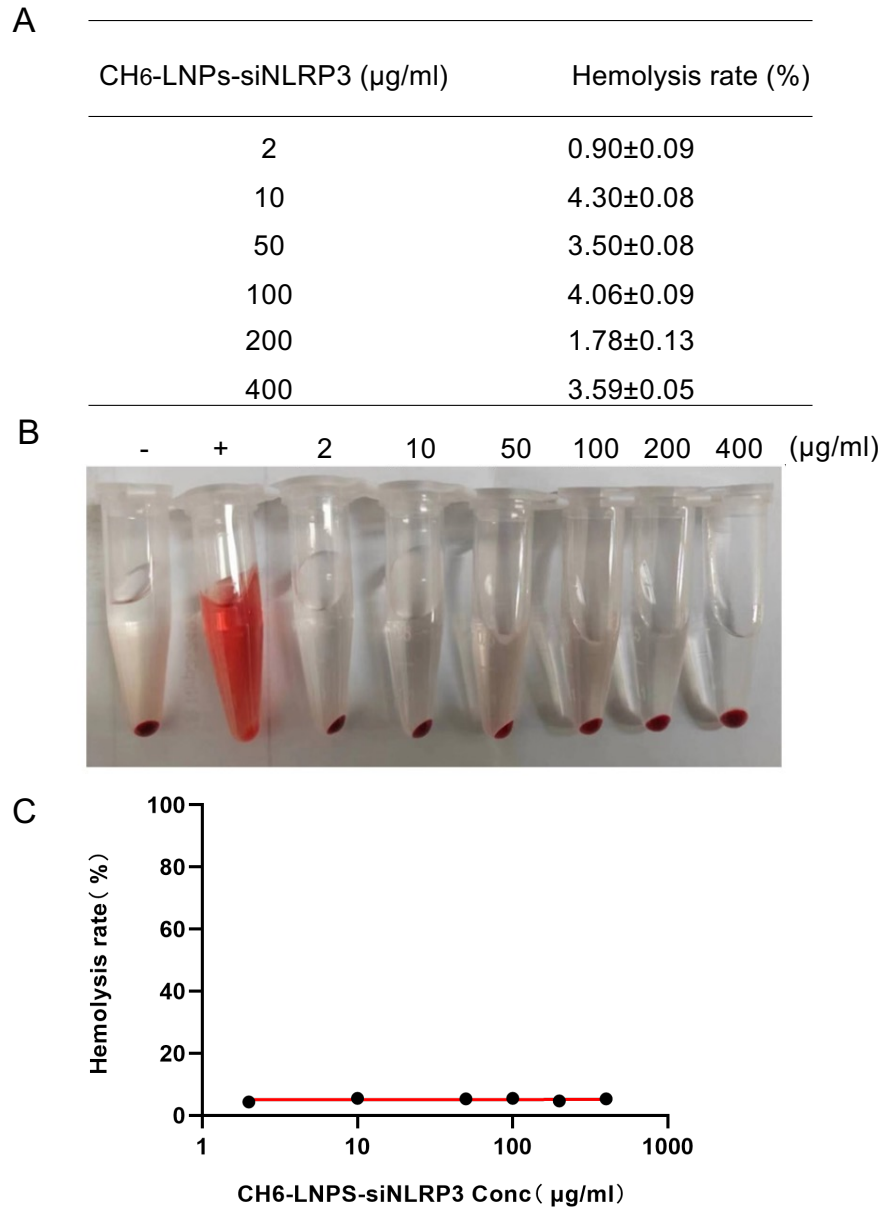 A
CH6-LNPs-siNLRP3 (µg/ml) Hemolysis rate (%)
2 0.90±0.09
10 4.30±0.08
50 3.50±0.08
100 4.06±0.09
200 1.78±0.13
400 3.59±0.05
B
- + 2 10 50 100 200 400 (µg/ml)
C
Hemolysis rate( %)
100
80
60
40
20
0
1 10 100 1000
CH6-LNPS-siNLRP3 Conc( µg/ml)